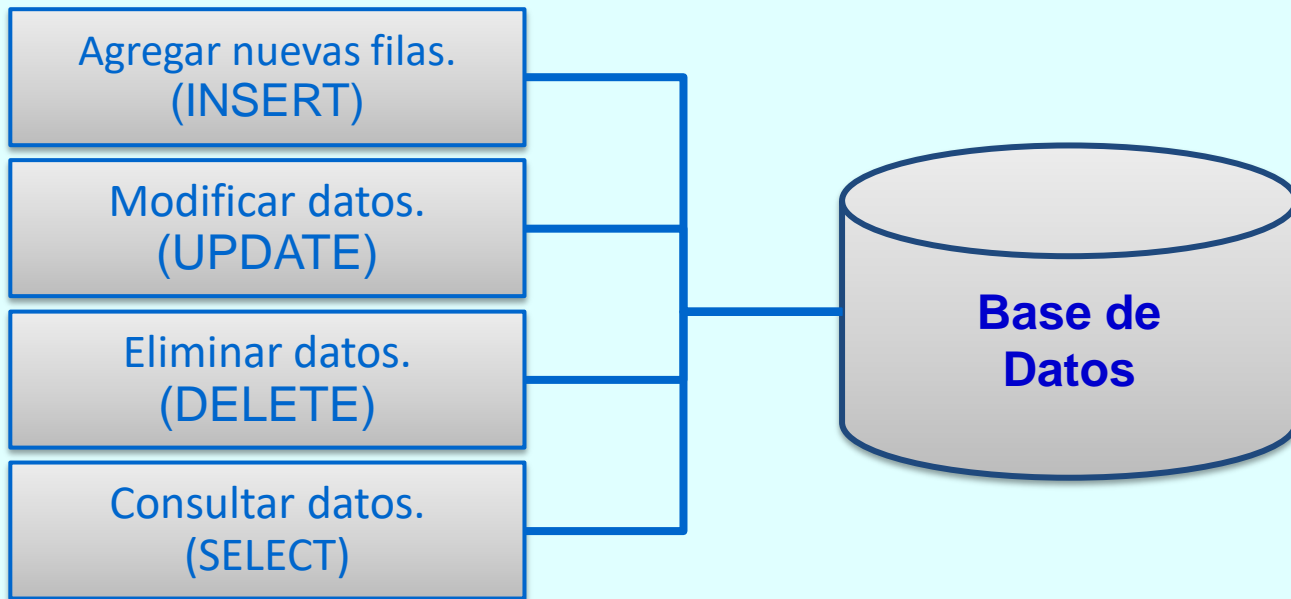 Agregar nuevas filas.
(INSERT)
Modificar datos.
(UPDATE)
Eliminar datos.
(DELETE)
Consultar datos.
(SELECT)
Base de
Datos